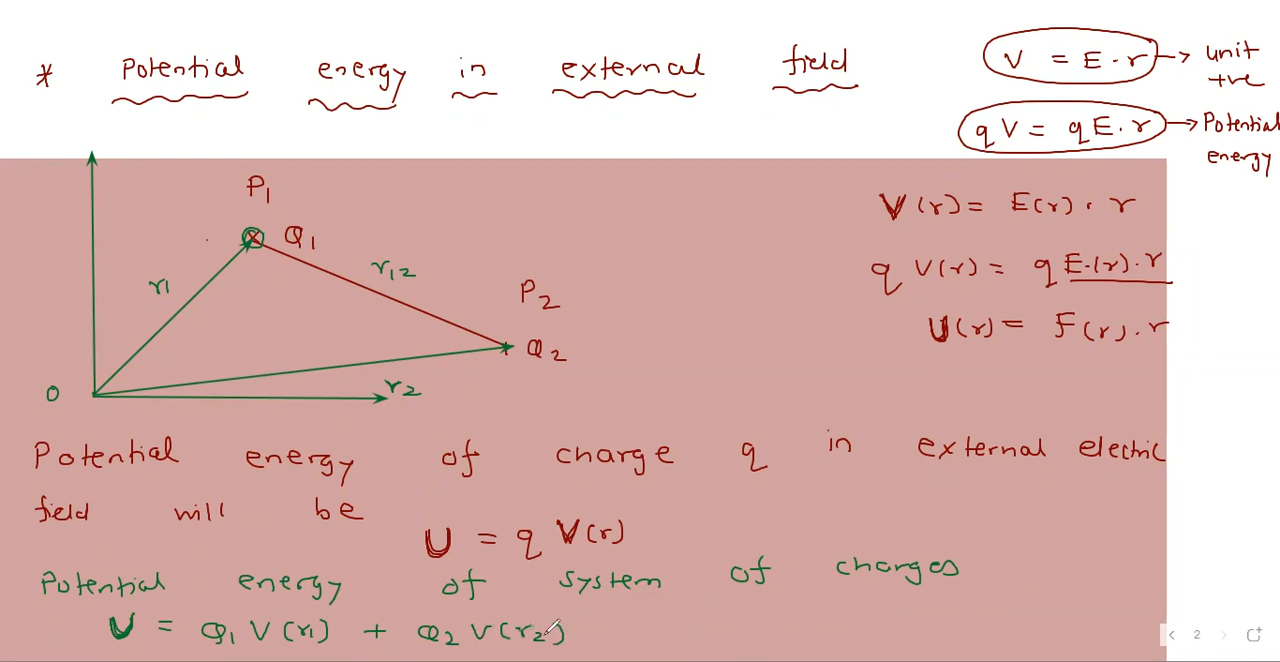 * Potential energy in external field
V = E·r → unit +ve
qV = qE·r → Potential energy
P1
Q1
r1
r12
P2
Q2
O
r2
V(r) = E(r)· r
q V(r) = q E·(r)·r
U(r) = F(r)·r
Potential energy of charge q in external electric
field will be
U = q V(r)
Potential energy of system of charges
U = Q1 V(r1) + Q2 V(r2)
2